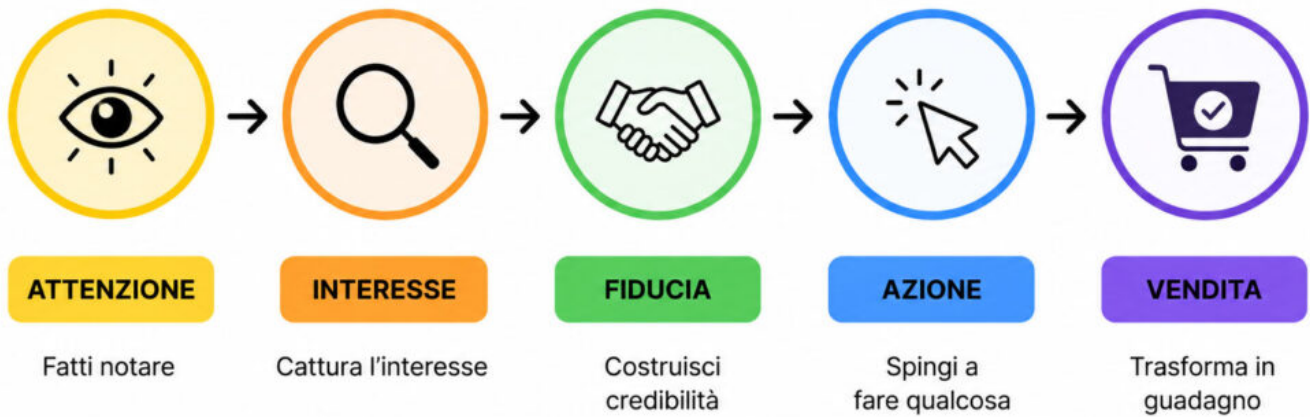 ATTENZIONE
INTERESSE
FIDUCIA
AZIONE
VENDITA
Fatti notare
Cattura l'interesse
Costruisci
credibilità
Spingi a
fare qualcosa
Trasforma in
guadagno